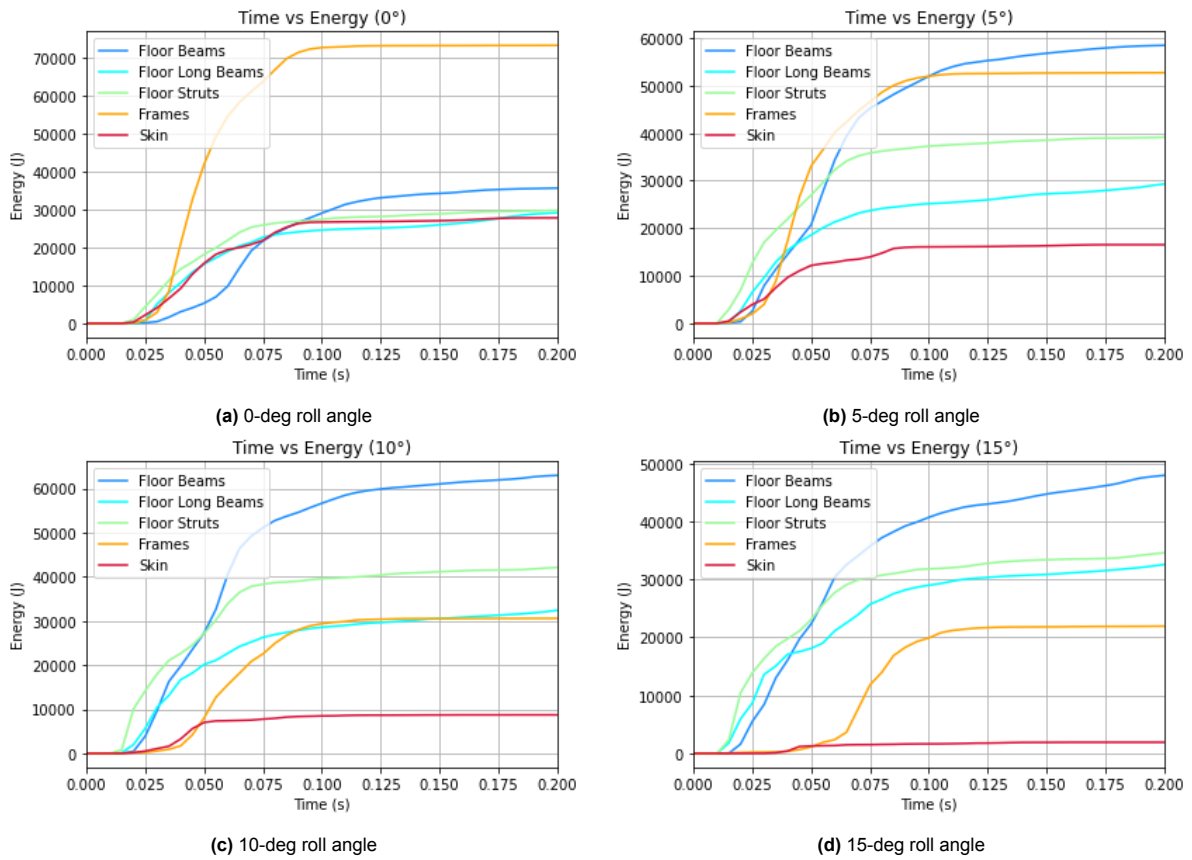 Time vs Energy (0°)
Energy (J)
70000
60000
50000
40000
30000
20000
10000
0
Floor Beams
Floor Long Beams
Floor Struts
Frames
Skin
0.000 0.025 0.050 0.075 0.100 0.125 0.150 0.175 0.200
Time (s)
(a) 0-deg roll angle
Time vs Energy (5°)
Energy (J)
60000
50000
40000
30000
20000
10000
0
Floor Beams
Floor Long Beams
Floor Struts
Frames
Skin
0.000 0.025 0.050 0.075 0.100 0.125 0.150 0.175 0.200
Time (s)
(b) 5-deg roll angle
Time vs Energy (10°)
Energy (J)
60000
50000
40000
30000
20000
10000
0
Floor Beams
Floor Long Beams
Floor Struts
Frames
Skin
0.000 0.025 0.050 0.075 0.100 0.125 0.150 0.175 0.200
Time (s)
(c) 10-deg roll angle
Time vs Energy (15°)
Energy (J)
50000
40000
30000
20000
10000
0
Floor Beams
Floor Long Beams
Floor Struts
Frames
Skin
0.000 0.025 0.050 0.075 0.100 0.125 0.150 0.175 0.200
Time (s)
(d) 15-deg roll angle